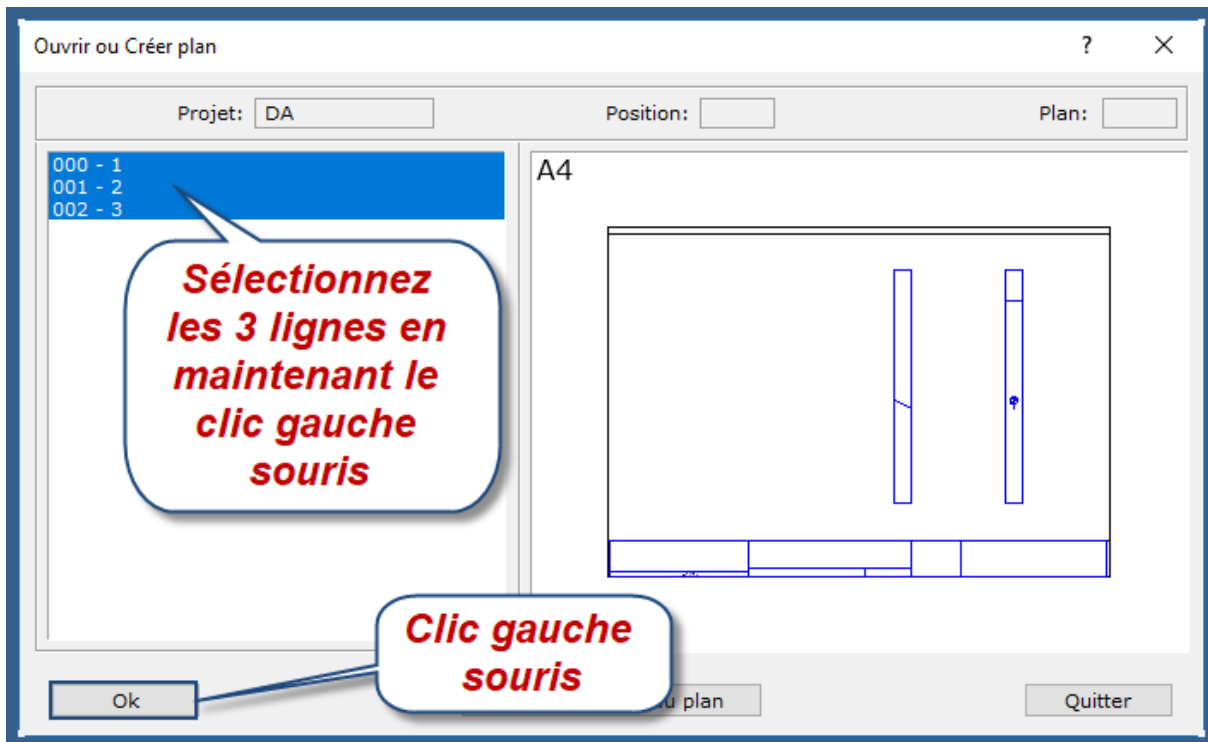 Ouvrir ou Créer plan ? ×
Projet: DA Position: Plan:
000 - 1
001 - 2
002 - 3
A4
Sélectionnez
les 3 lignes en
maintenant le
clic gauche
souris
Clic gauche
souris
Ok plan Quitter